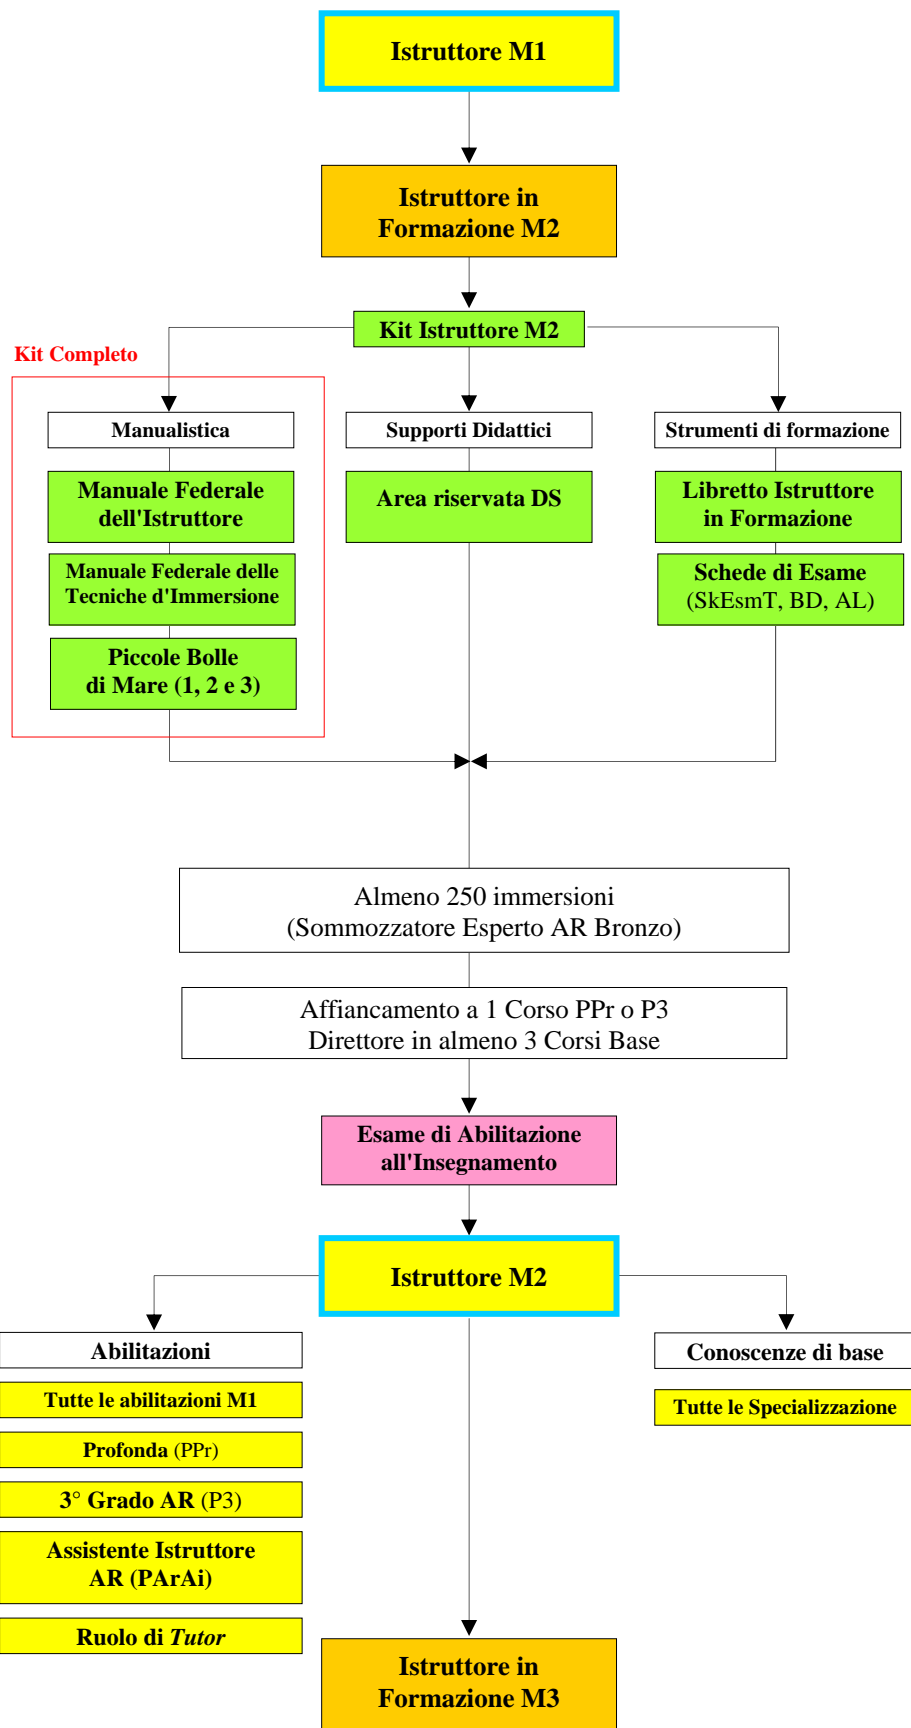 Istruttore M1
Istruttore in
Formazione M2
Kit Istruttore M2
Kit Completo
Manualistica
Manuale Federale
dell'Istruttore
Manuale Federale delle
Tecniche d'Immersione
Piccole Bolle
di Mare (1, 2 e 3)
Supporti Didattici
Area riservata DS
Strumenti di formazione
Libretto Istruttore
in Formazione
Schede di Esame
(SkEsmT, BD, AL)
Almeno 250 immersioni
(Sommozzatore Esperto AR Bronzo)
Affiancamento a 1 Corso PPr o P3
Direttore in almeno 3 Corsi Base
Esame di Abilitazione
all'Insegnamento
Istruttore M2
Abilitazioni
Tutte le abilitazioni M1
Profonda (PPr)
3° Grado AR (P3)
Assistente Istruttore
AR (PArAi)
Ruolo di Tutor
Conoscenze di base
Tutte le Specializzazione
Istruttore in
Formazione M3